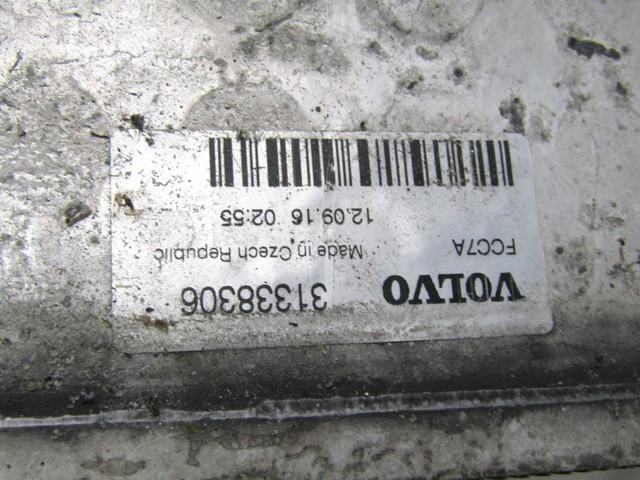 VOLVO 31338306
FCC7A Made in Czech Republic
12.09.16 02:55